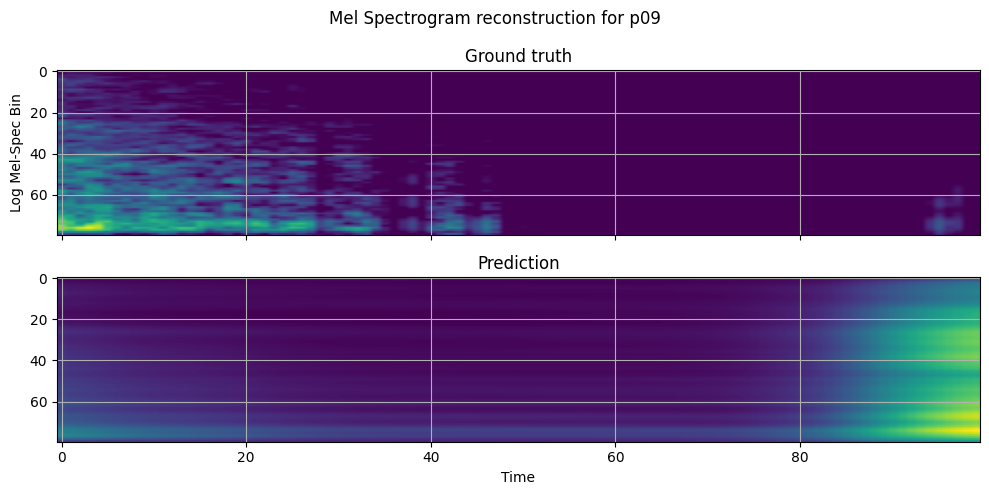 Mel Spectrogram reconstruction for p09
Ground truth
0
20
40
60
Log Mel-Spec Bin
Prediction
0
20
40
60
0 20 40 60 80
Time